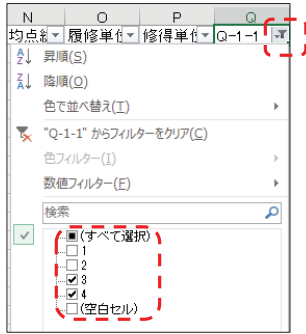 N O P Q
均点 履修単位 修得単位 Q-1-1
昇順(S)
降順(O)
色で並べ替え(T)
"Q-1-1" からフィルターをクリア(C)
色フィルター(I)
数値フィルター(F)
検索
(すべて選択)
1
2
3
4
(空白セル)